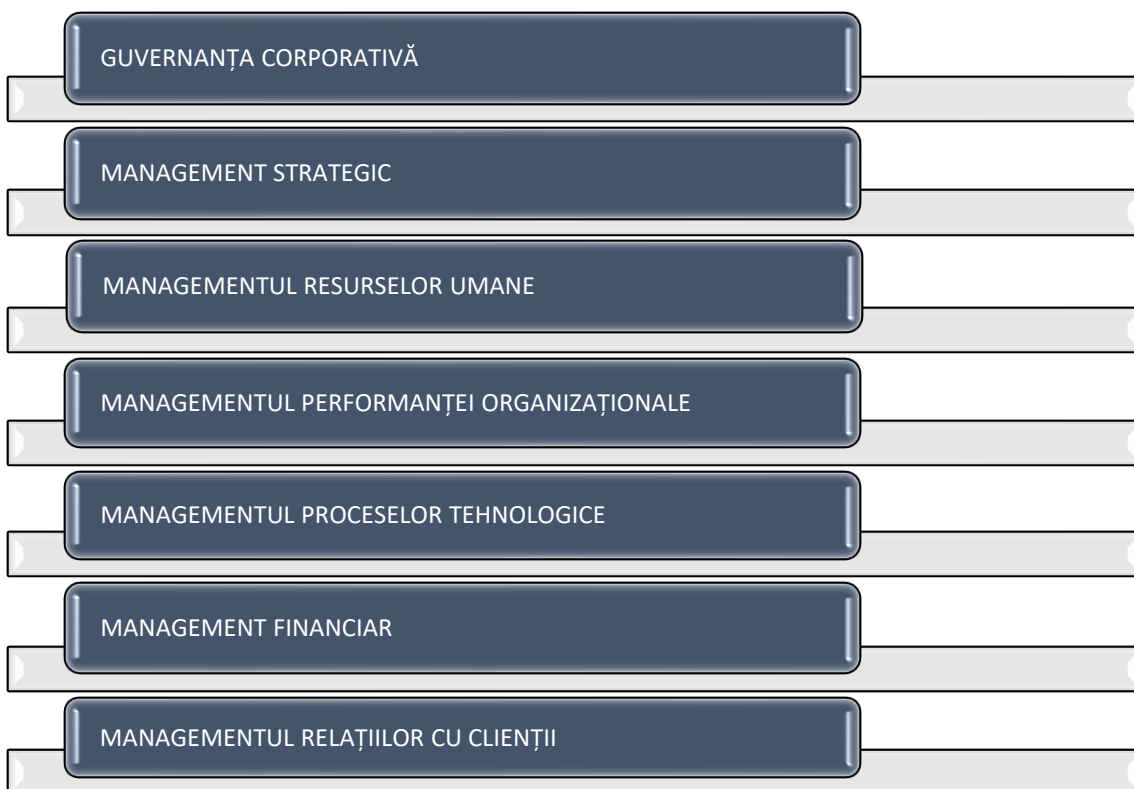 GUVERNANȚA CORPORATIVĂ
MANAGEMENT STRATEGIC
MANAGEMENTUL RESURSELOR UMANE
MANAGEMENTUL PERFORMANȚEI ORGANIZAȚIONALE
MANAGEMENTUL PROCESELOR TEHNOLOGICE
MANAGEMENT FINANCIAR
MANAGEMENTUL RELAȚIILOR CU CLIENȚII